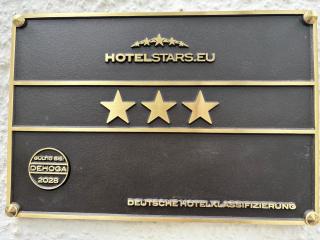 HOTELSTARS.EU
GÜLTIG BIS
DEHOGA
2028
DEUTSCHE HOTELKLASSIFIZIERUNG